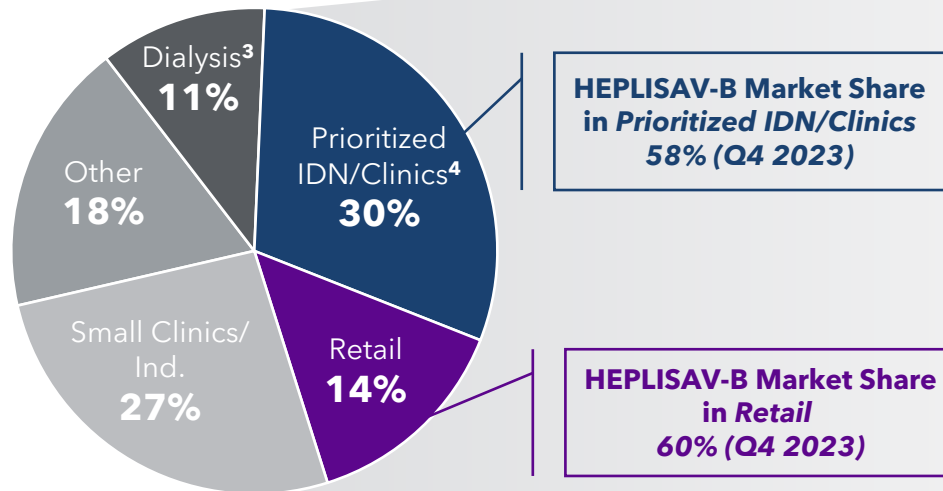 Dialysis³
11%
Prioritized
IDN/Clinics⁴
30%
Other
18%
Small Clinics/
Ind.
27%
Retail
14%
HEPLISAV-B Market Share
in Prioritized IDN/Clinics
58% (Q4 2023)
HEPLISAV-B Market Share
in Retail
60% (Q4 2023)